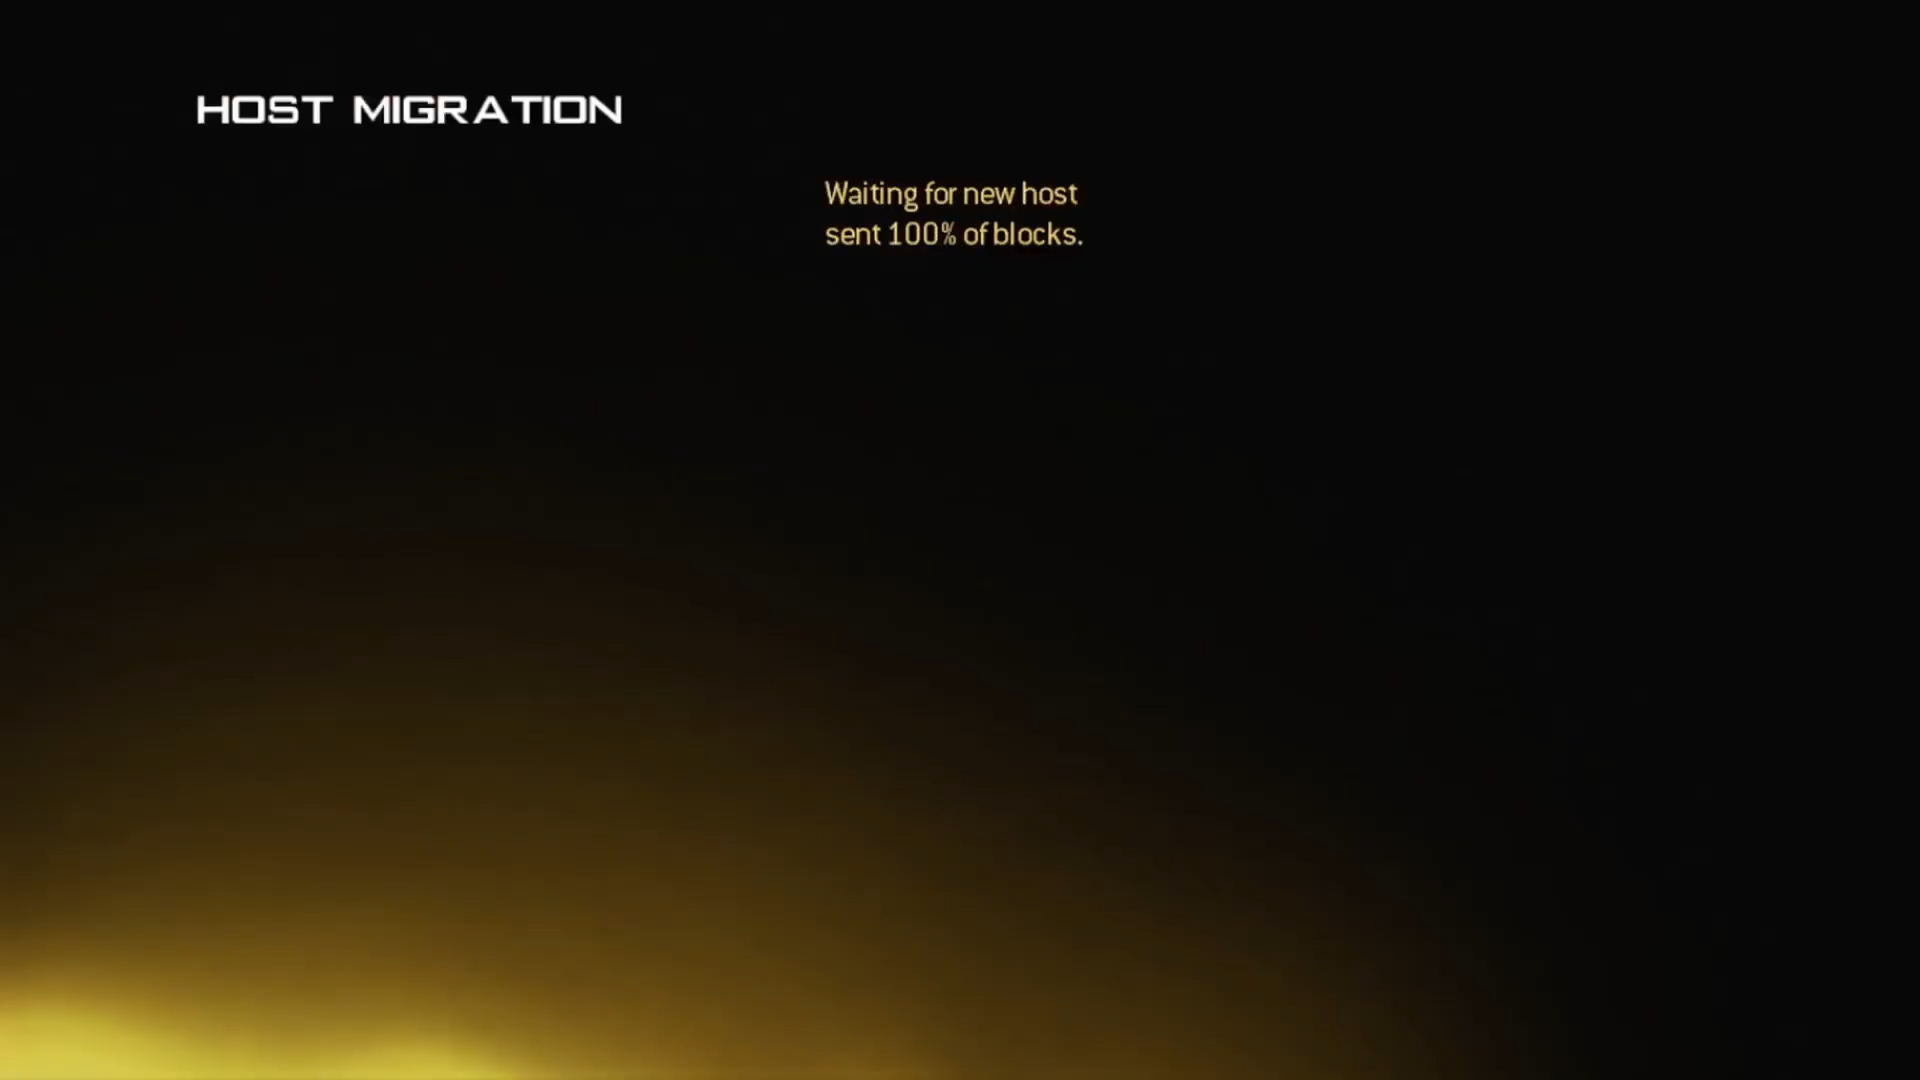 HOST MIGRATION
Waiting for new host
sent 100% of blocks.